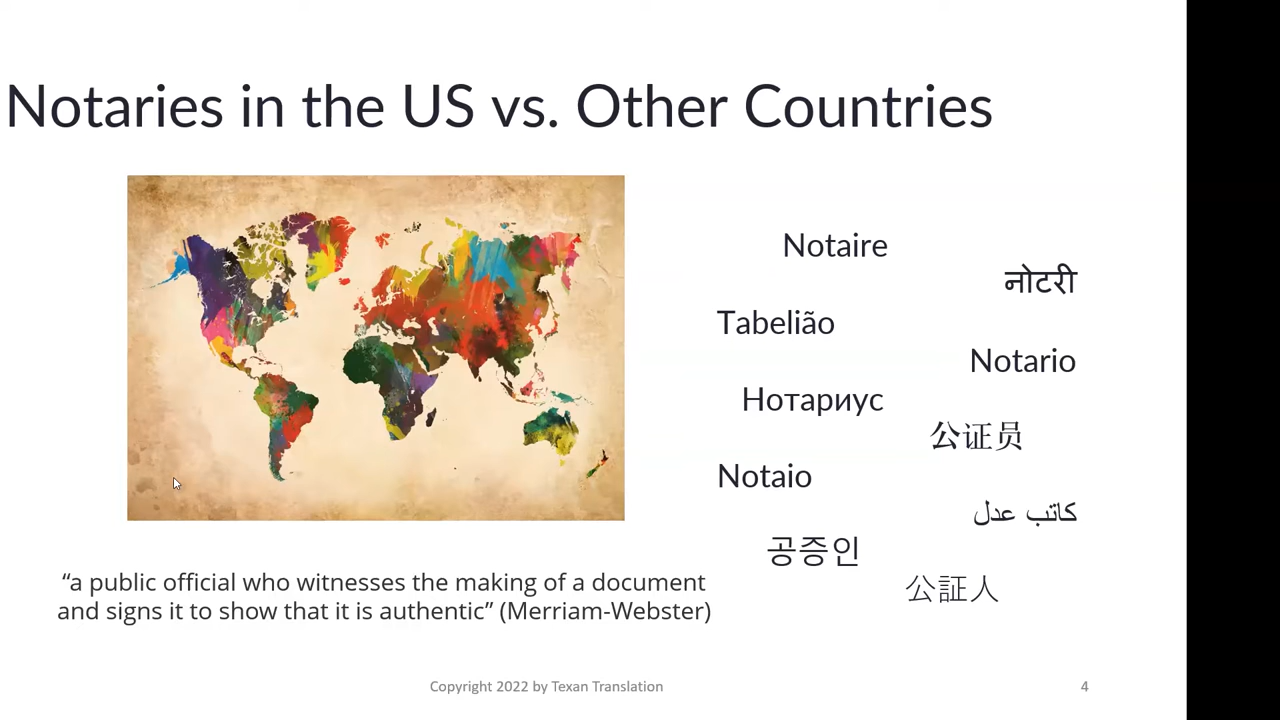 Notaries in the US vs. Other Countries
Notaire
नोटरी
Tabelião
Notario
Нотариус
公证员
Notaio
كاتب عدل
공증인
公証人
“a public official who witnesses the making of a document
and signs it to show that it is authentic” (Merriam-Webster)
Copyright 2022 by Texan Translation
4